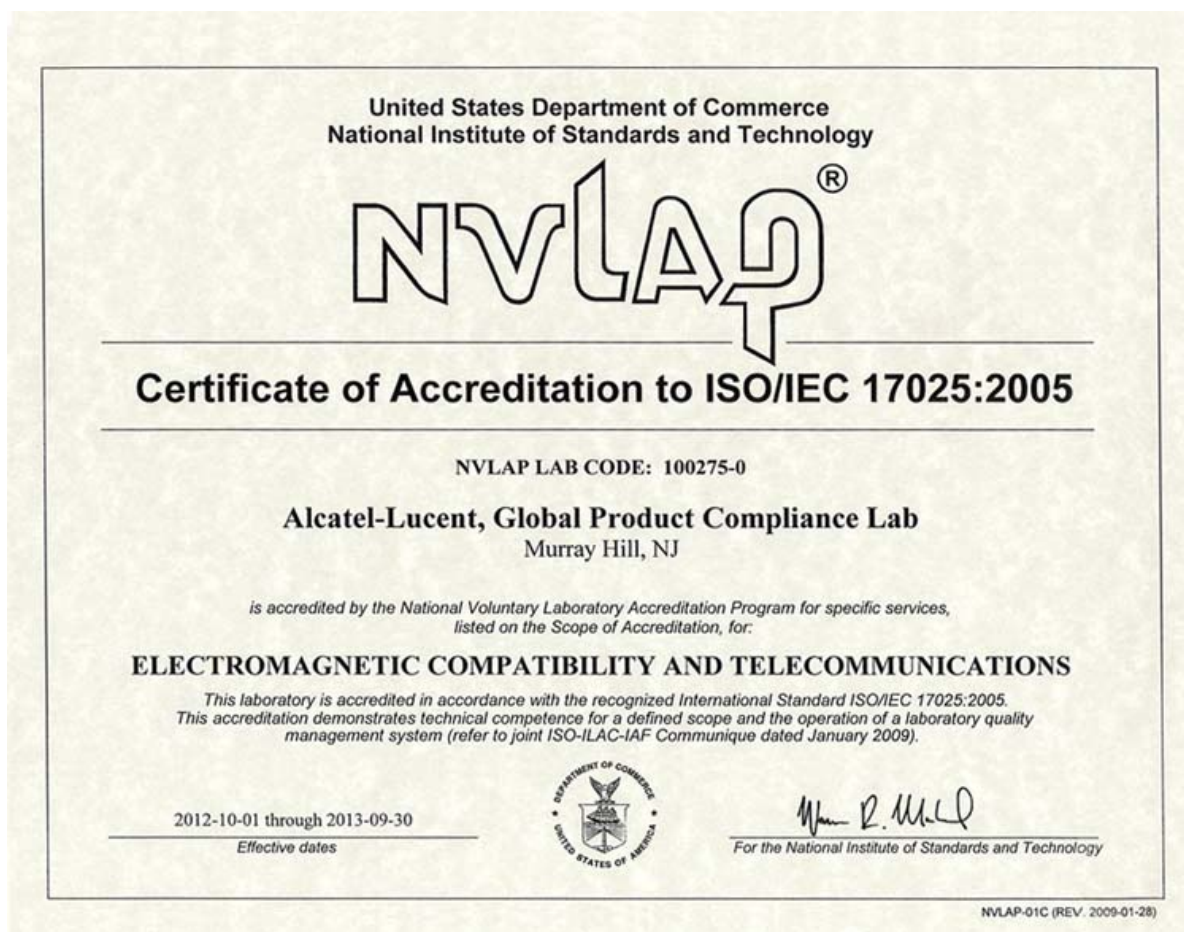 United States Department of Commerce
National Institute of Standards and Technology
NVLAP®
Certificate of Accreditation to ISO/IEC 17025:2005
NVLAP LAB CODE: 100275-0
Alcatel-Lucent, Global Product Compliance Lab
Murray Hill, NJ
is accredited by the National Voluntary Laboratory Accreditation Program for specific services,
listed on the Scope of Accreditation, for:
ELECTROMAGNETIC COMPATIBILITY AND TELECOMMUNICATIONS
This laboratory is accredited in accordance with the recognized International Standard ISO/IEC 17025:2005.
This accreditation demonstrates technical competence for a defined scope and the operation of a laboratory quality
management system (refer to joint ISO-ILAC-IAF Communique dated January 2009).
2012-10-01 through 2013-09-30
Effective dates
DEPARTMENT OF COMMERCE
UNITED STATES OF AMERICA
For the National Institute of Standards and Technology
NVLAP-01C (REV. 2009-01-28)